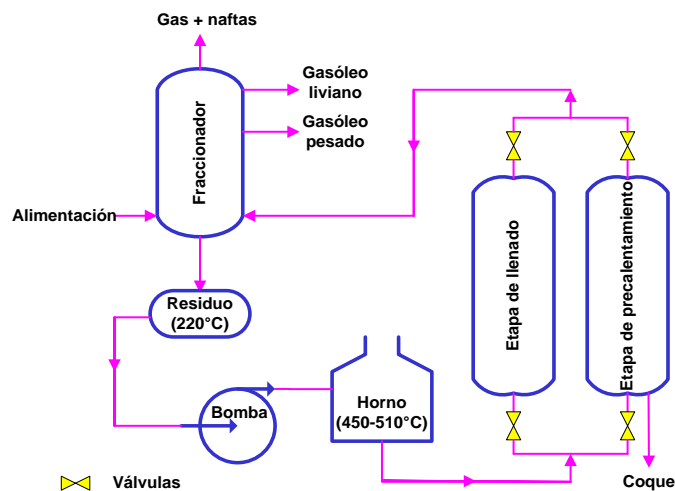 Gas + naftas
Gasóleo
liviano
Gasóleo
pesado
Fraccionador
Alimentación
Residuo
(220°C)
Bomba
Horno
(450-510°C)
Etapa de llenado
Etapa de precalentamiento
Coque
Válvulas